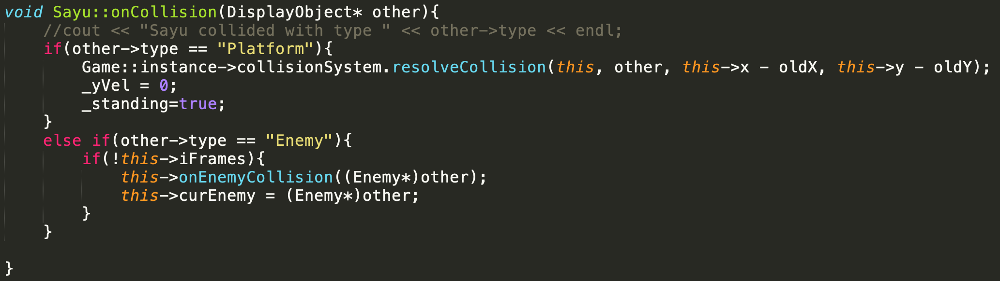 void Sayu::onCollision(DisplayObject* other){
    //cout << "Sayu collided with type " << other->type << endl;
    if(other->type == "Platform"){
        Game::instance->collisionSystem.resolveCollision(this, other, this->x - oldX, this->y - oldY);
        _yVel = 0;
        _standing=true;
    }
    else if(other->type == "Enemy"){
        if(!this->iFrames){
            this->onEnemyCollision((Enemy*)other);
            this->curEnemy = (Enemy*)other;
        }
    }

}